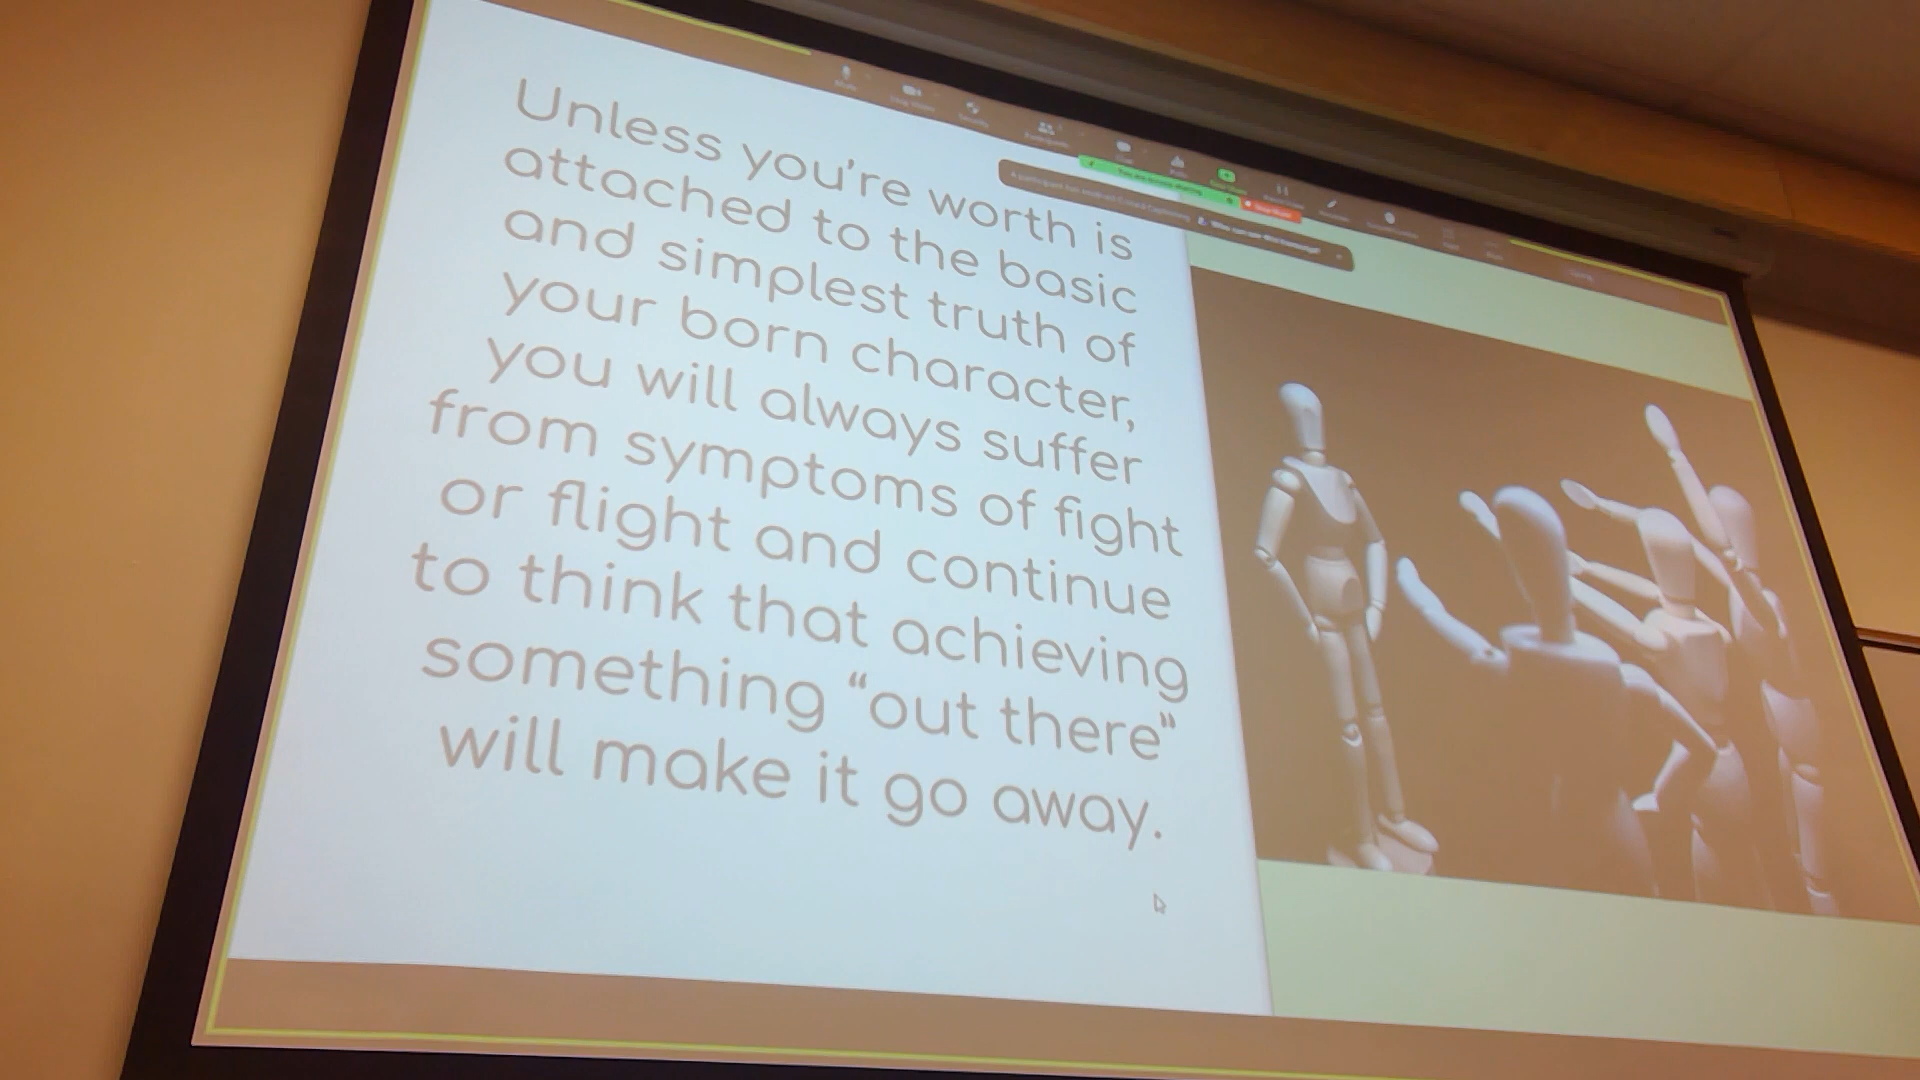 Unless you're worth is
attached to the basic
and simplest truth of
your born character,
you will always suffer
from symptoms of fight
or flight and continue
to think that achieving
something “out there”
will make it go away.